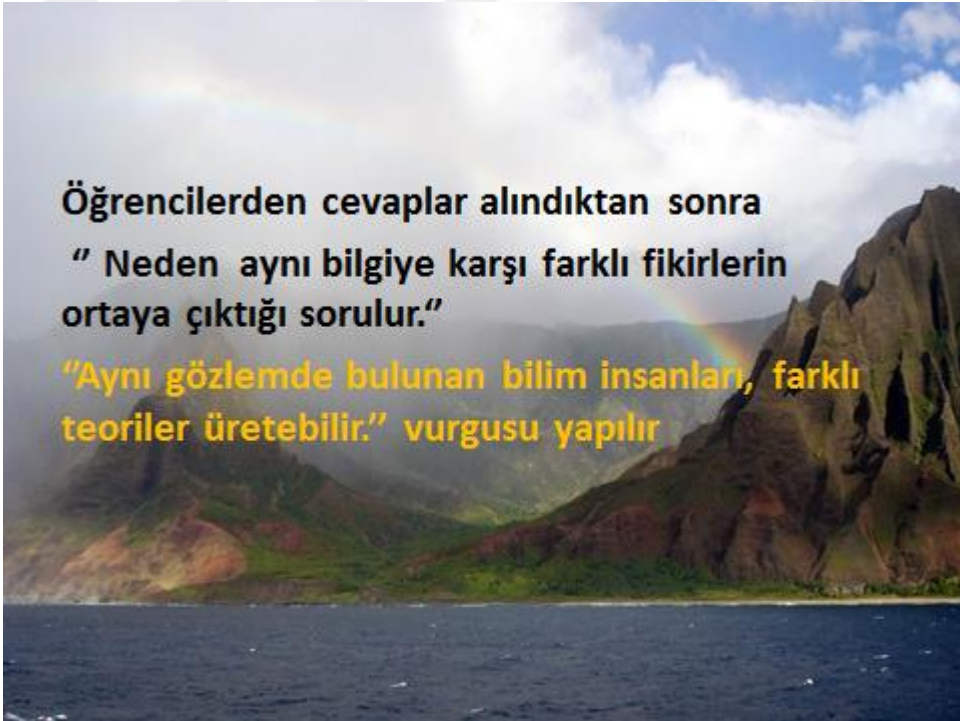 Öğrencilerden cevaplar alındıktan sonra
“ Neden aynı bilgiye karşı farklı fikirlerin
ortaya çıktığı sorulur.“
“Aynı gözlemde bulunan bilim insanları, farklı
teoriler üretebilir.” vurgusu yapılır